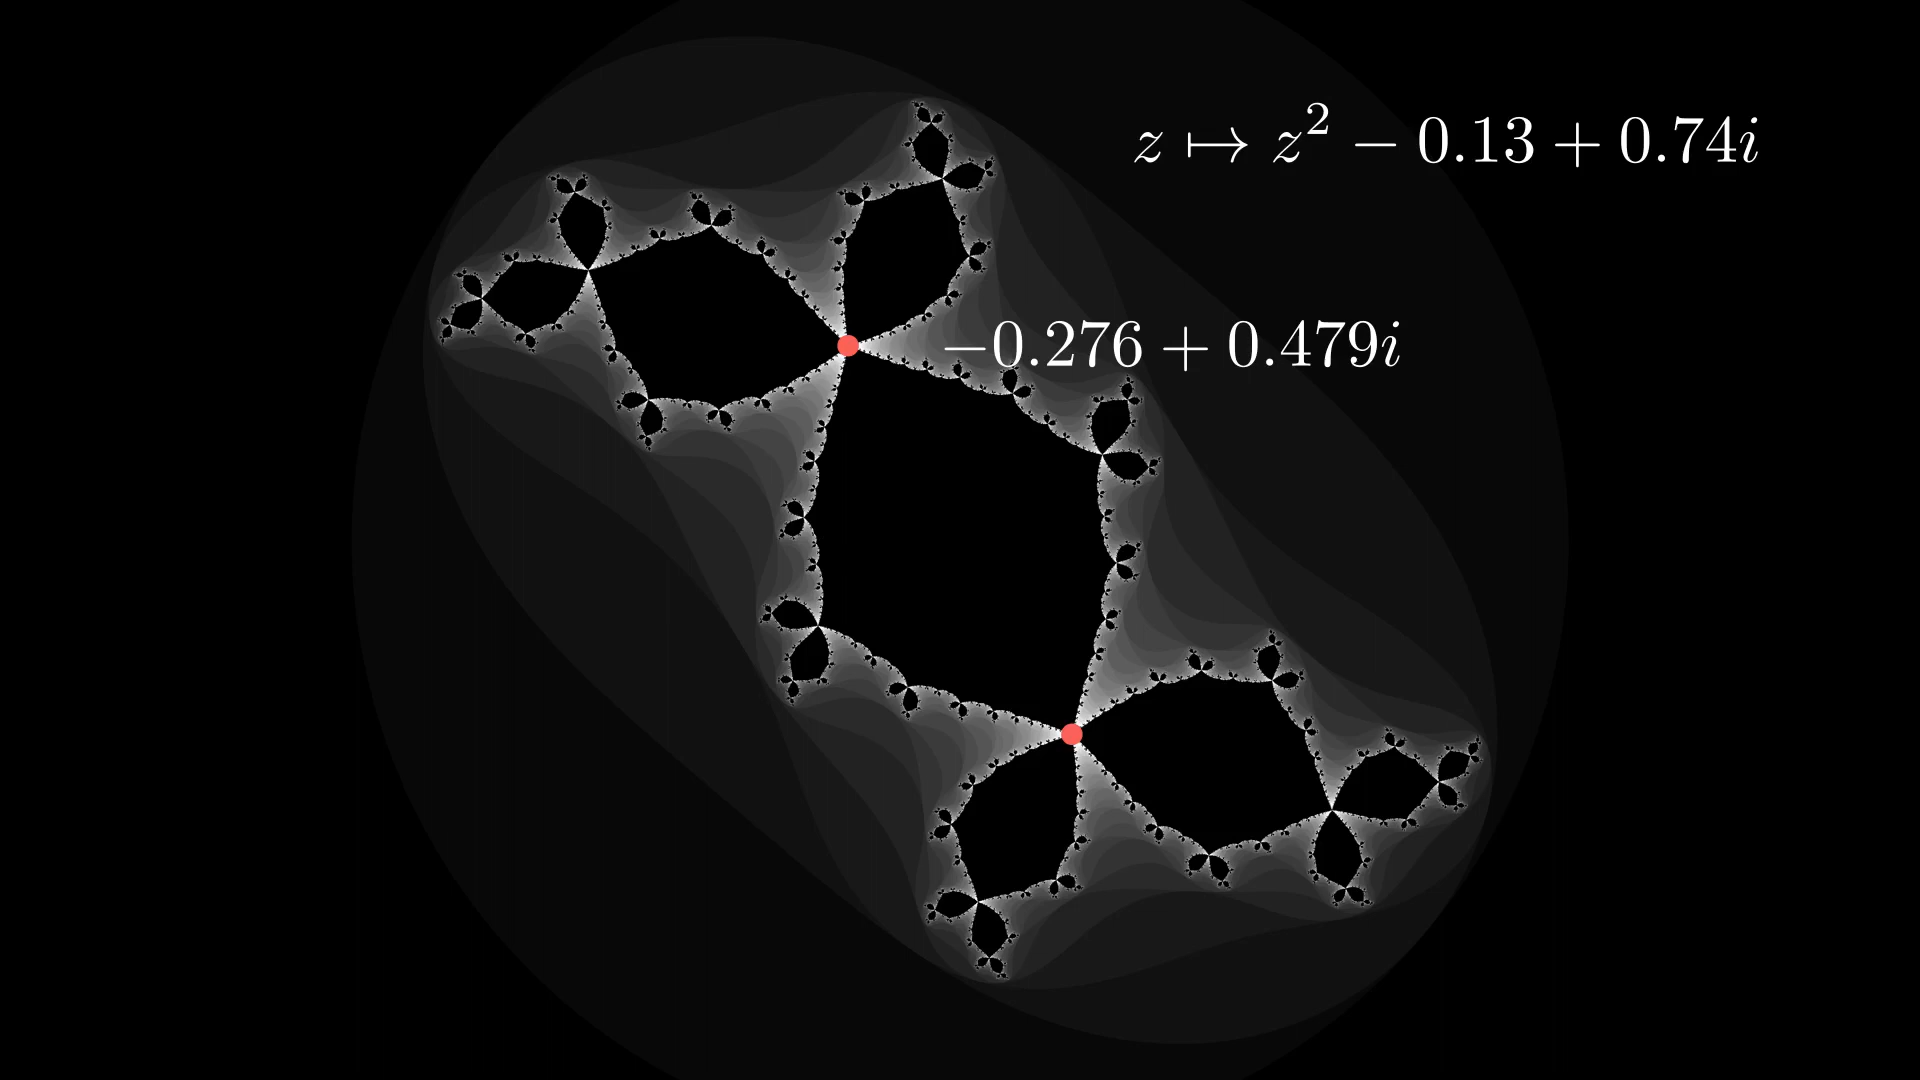 z ↦ z² − 0.13 + 0.74i
−0.276 + 0.479i